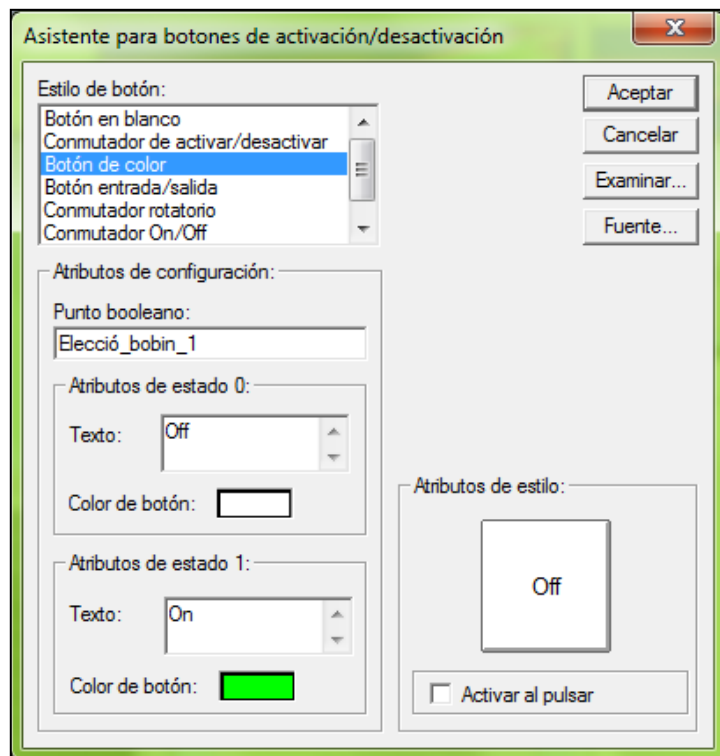 Asistente para botones de activación/desactivación
x
Estilo de botón:
Botón en blanco
Conmutador de activar/desactivar
Botón de color
Botón entrada/salida
Conmutador rotatorio
Conmutador On/Off
Aceptar
Cancelar
Examinar...
Fuente...
Atributos de configuración:
Punto booleano:
Elecció_bobin_1
Atributos de estado 0:
Texto:
Off
Color de botón:
Atributos de estado 1:
Texto:
On
Color de botón:
Atributos de estilo:
Off
Activar al pulsar